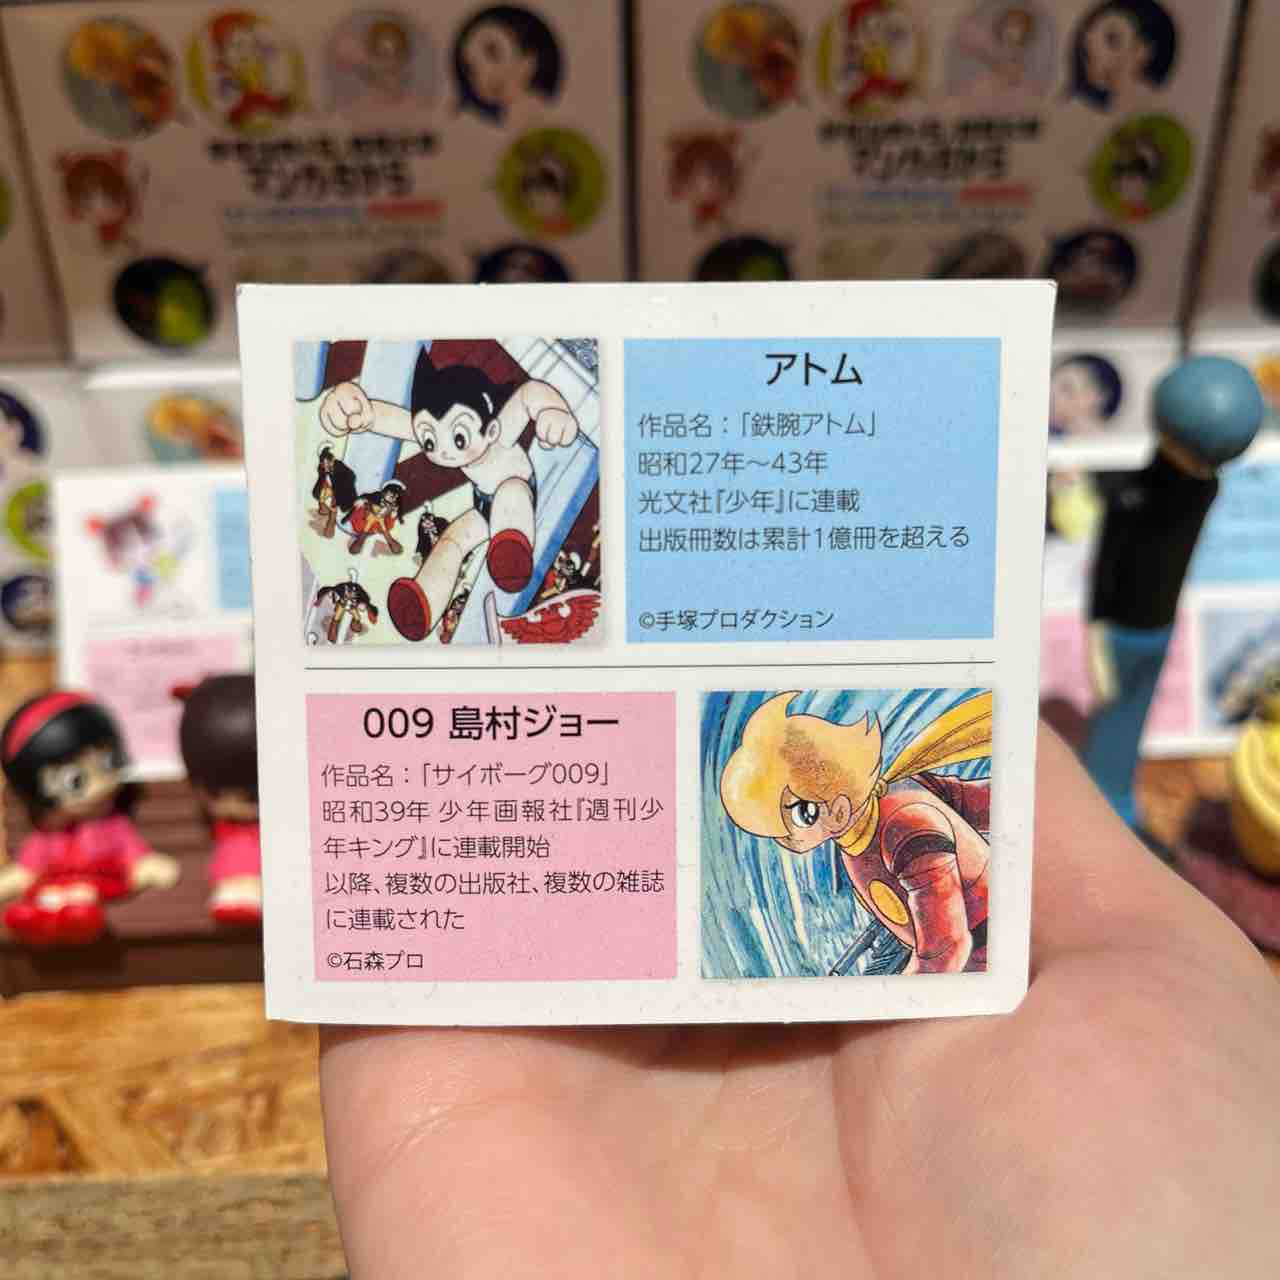 アトム
作品名：「鉄腕アトム」
昭和27年～43年
光文社『少年』に連載
出版冊数は累計1億冊を超える
©手塚プロダクション
009 島村ジョー
作品名：「サイボーグ009」
昭和39年 少年画報社『週刊少
年キング』に連載開始
以降、複数の出版社、複数の雑誌
に連載された
©石森プロ